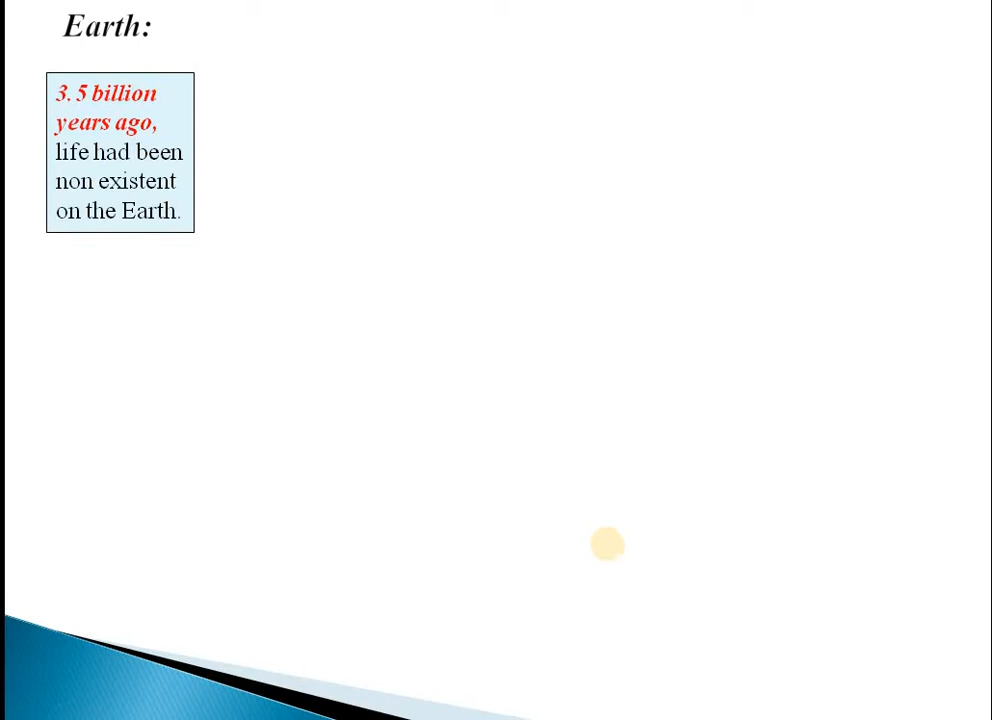 Earth:
3. 5 billion
years ago,
life had been
non existent
on the Earth.